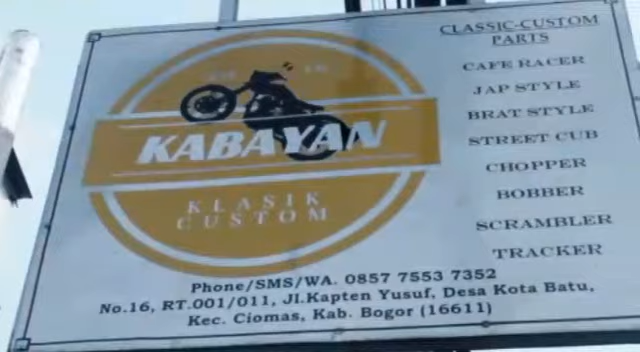 KABAYAN
KLASIK
CUSTOM
CLASSIC-CUSTOM
PARTS
CAFE RACER
JAP STYLE
BRAT STYLE
STREET CUB
CHOPPER
BOBBER
SCRAMBLER
TRACKER
Phone/SMS/WA. 0857 7553 7352
No.16, RT.001/011, Jl.Kapten Yusuf, Desa Kota Batu,
Kec. Ciomas, Kab. Bogor (16611)